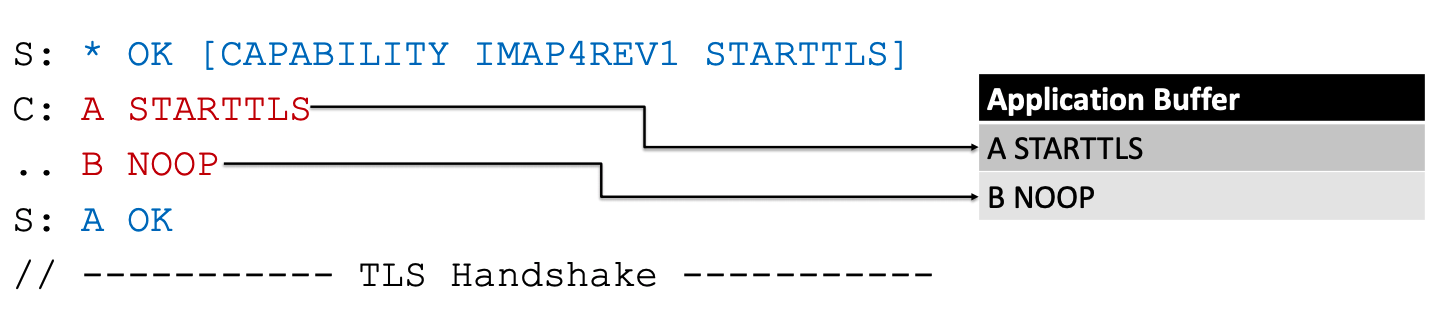 S: * OK [CAPABILITY IMAP4REV1 STARTTLS]
C: A STARTTLS
.. B NOOP
S: A OK
// ----------- TLS Handshake -----------
Application Buffer
A STARTTLS
B NOOP